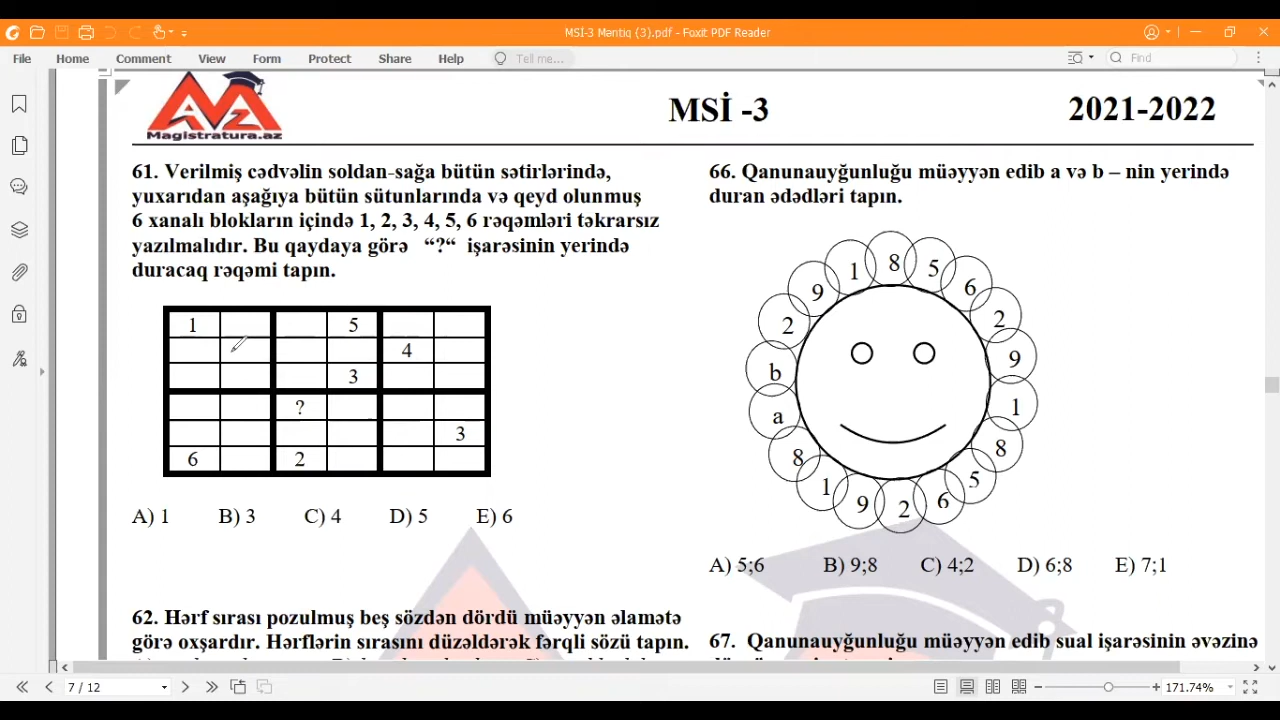 MSİ-3 Məntiq (3).pdf - Foxit PDF Reader
File Home Comment View Form Protect Share Help Tell me... Find
Magistratura.az
MSİ -3
2021-2022
61. Verilmiş cədvəlin soldan-sağa bütün sətirlərində,
yuxarıdan aşağıya bütün sütunlarında və qeyd olunmuş
6 xanalı blokların içində 1, 2, 3, 4, 5, 6 rəqəmləri təkrarsız
yazılmalıdır. Bu qaydaya görə “?“ işarəsinin yerində
duracaq rəqəmi tapın.
1 5
4
3
?
3
6 2
A) 1 B) 3 C) 4 D) 5 E) 6
62. Hərf sırası pozulmuş beş sözdən dördü müəyyən əlamətə
görə oxşardır. Hərflərin sırasını düzəldərək fərqli sözü tapın.
66. Qanunauyğunluğu müəyyən edib a və b – nin yerində
duran ədədləri tapın.
8
5
6
2
9
1
8
5
6
2
9
1
8
a
b
2
9
1
A) 5;6 B) 9;8 C) 4;2 D) 6;8 E) 7;1
67. Qanunauyğunluğu müəyyən edib sual işarəsinin əvəzinə
7 / 12
171.74%